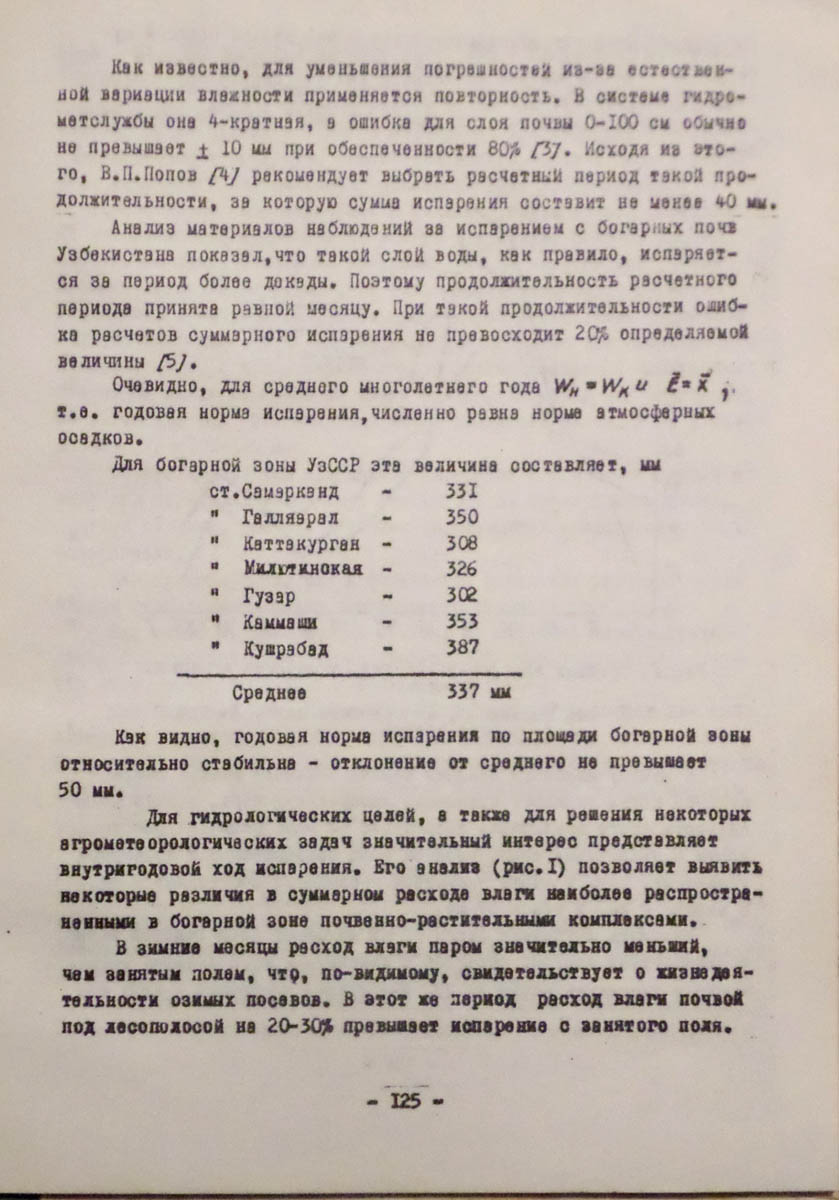 Как известно, для уменьшения погрешностей из-за естествен-
ной вариации влажности применяется повторность. В системе гидро-
метслужбы она 4-кратная, а ошибка для слоя почвы 0-100 см обычно
не превышает ± 10 мм при обеспеченности 80% [3]. Исходя из это-
го, В.П.Попов [4] рекомендует выбрать расчетный период такой про-
должительности, за которую сумма испарения составит не менее 40 мм.
Анализ материалов наблюдений за испарением с богарных почв
Узбекистана показал,что такой слой воды, как правило, испаряет-
ся за период более декады. Поэтому продолжительность расчетного
периода принята равной месяцу. При такой продолжительности ошиб-
ка расчетов суммарного испарения не превосходит 20% определяемой
величины [5].
Очевидно, для среднего многолетнего года Wн = Wк и Ē = x̄ ,
т.е. годовая норма испарения,численно равна норме атмосферных
осадков.
Для богарной зоны УзССР эта величина составляет, мм
ст.Самарканд - 331
" Галляарал - 350
" Каттакурган - 308
" Милютинокая - 326
" Гузар - 302
" Каммаши - 353
" Кушрабад - 387
Среднее 337 мм
Как видно, годовая норма испарения по площади богарной зоны
относительно стабильна - отклонение от среднего не превышает
50 мм.
Для гидрологических целей, а также для решения некоторых
агрометеорологических задач значительный интерес представляет
внутригодовой ход испарения. Его анализ (рис.I) позволяет выявить
некоторые различия в суммарном расходе влаги наиболее распростра-
ненными в богарной зоне почвенно-растительными комплексами.
В зимние месяцы расход влаги паром значительно меньший,
чем занятым полем, что, по-видимому, свидетельствует о жизнедея-
тельности озимых посевов. В этот же период расход влаги почвой
под лесополосой на 20-30% превышает испарение с занятого поля.
- I25 -